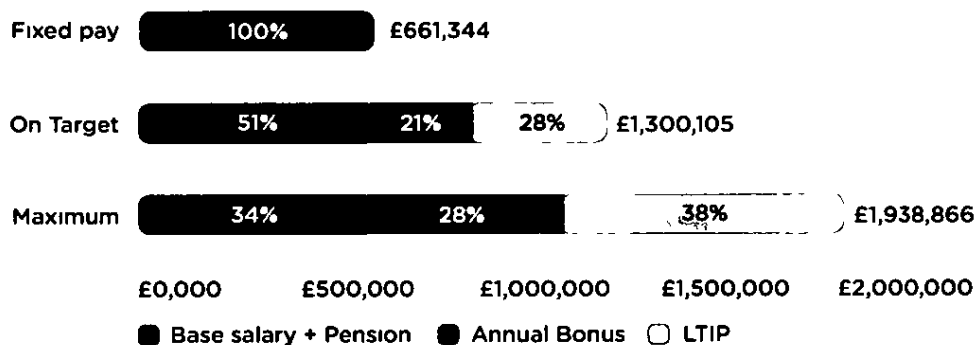 Fixed pay 100% £661,344
On Target 51% 21% 28% £1,300,105
Maximum 34% 28% 38% £1,938,866
£0,000 £500,000 £1,000,000 £1,500,000 £2,000,000
Base salary + Pension Annual Bonus LTIP